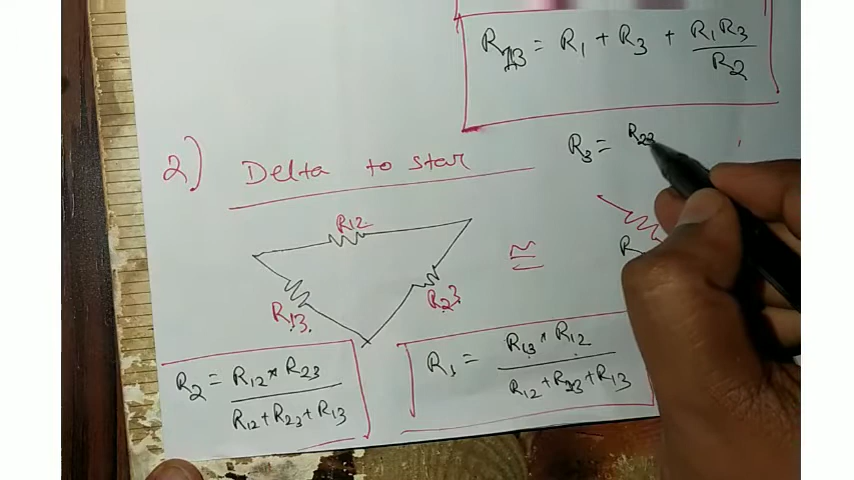 R13 = R1 + R3 + R1R3 / R2
R3 = R23
2) Delta to star
R12
≅
R
R13
R23
R2 = R12 * R23 / R12 + R23 + R13
R1 = R13 * R12 / R12 + R23 + R13